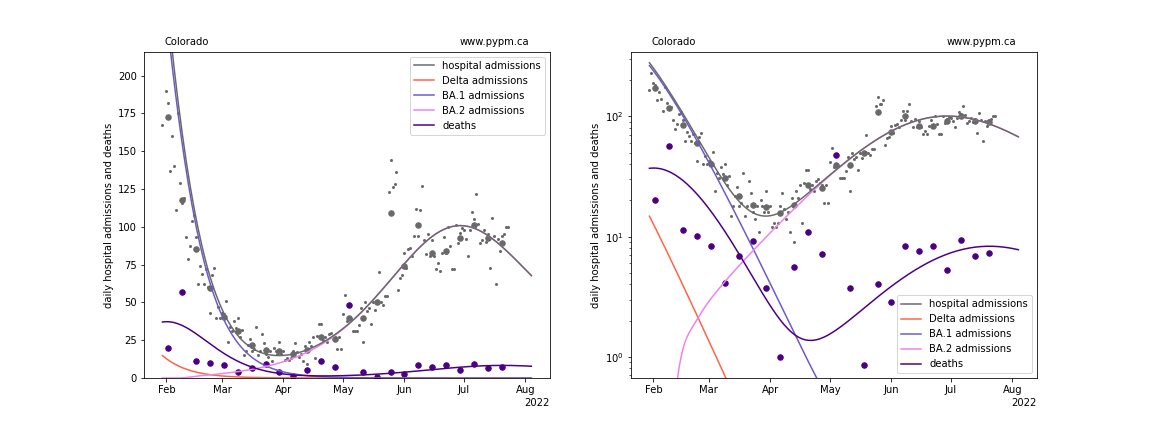 Colorado www.pypm.ca
daily hospital admissions and deaths
200
175
150
125
100
75
50
25
0
hospital admissions
Delta admissions
BA.1 admissions
BA.2 admissions
deaths
Feb Mar Apr May Jun Jul Aug
2022
Colorado www.pypm.ca
daily hospital admissions and deaths
10²
10¹
10⁰
hospital admissions
Delta admissions
BA.1 admissions
BA.2 admissions
deaths
Feb Mar Apr May Jun Jul Aug
2022